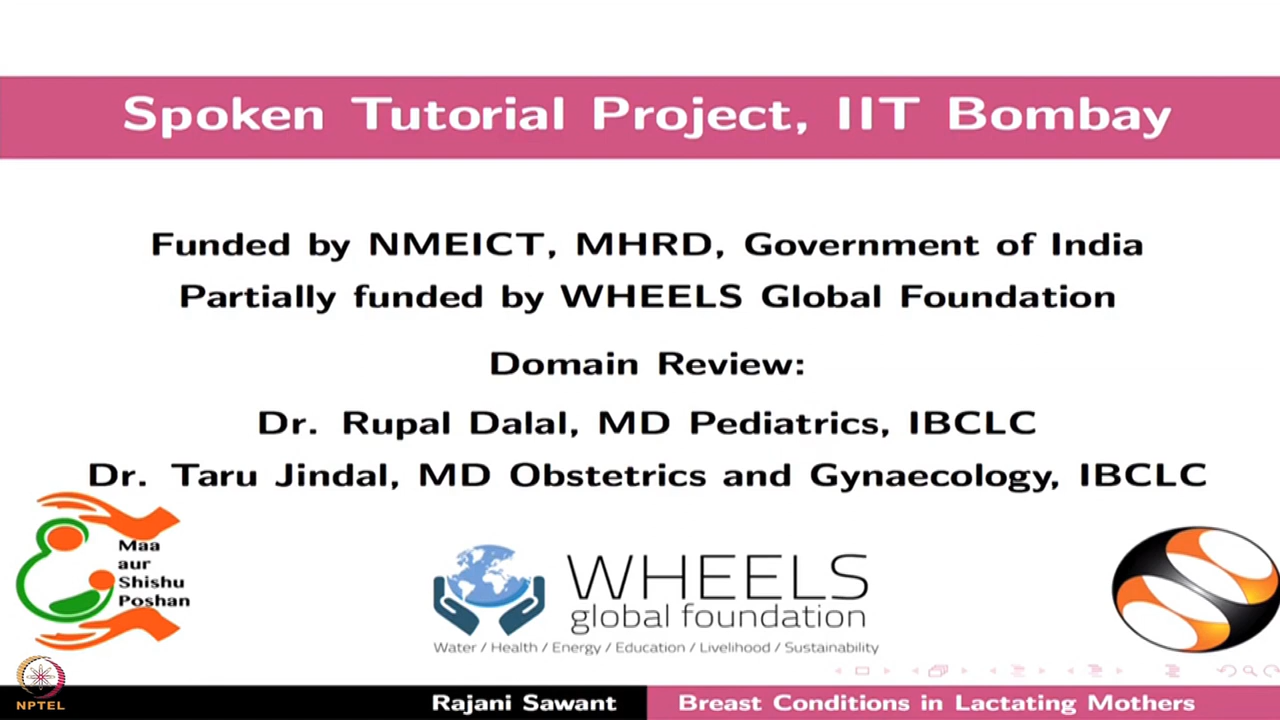 Spoken Tutorial Project, IIT Bombay
Funded by NMEICT, MHRD, Government of India
Partially funded by WHEELS Global Foundation
Domain Review:
Dr. Rupal Dalal, MD Pediatrics, IBCLC
Dr. Taru Jindal, MD Obstetrics and Gynaecology, IBCLC
Maa
aur
Shishu
Poshan
WHEELS
global foundation
Water / Health / Energy / Education / Livelihood / Sustainability
NPTEL
Rajani Sawant
Breast Conditions in Lactating Mothers